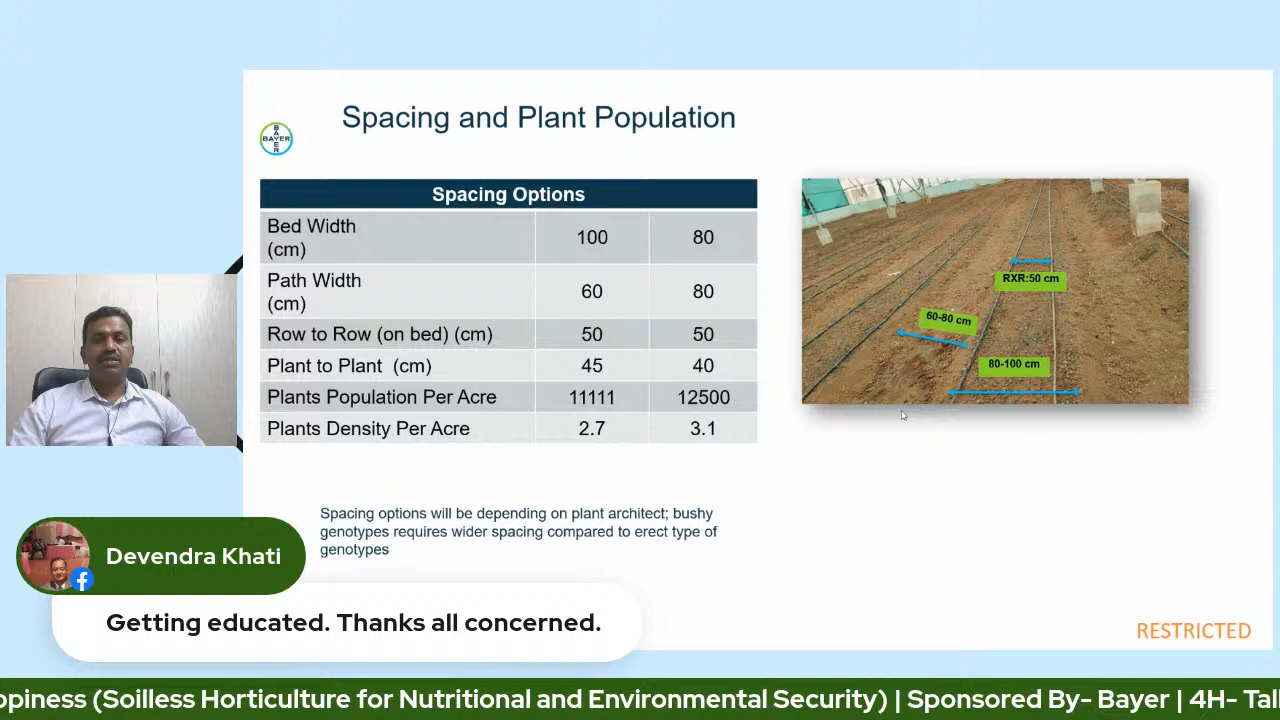 Spacing and Plant Population
BAYER
BAYER
Spacing Options
Bed Width
(cm)
100
80
Path Width
(cm)
60
80
Row to Row (on bed) (cm)
50
50
Plant to Plant (cm)
45
40
Plants Population Per Acre
11111
12500
Plants Density Per Acre
2.7
3.1
RXR:50 cm
60-80 cm
80-100 cm
Spacing options will be depending on plant architect; bushy
genotypes requires wider spacing compared to erect type of
genotypes
Devendra Khati
Getting educated. Thanks all concerned.
RESTRICTED
ppiness (Soilless Horticulture for Nutritional and Environmental Security) | Sponsored By- Bayer | 4H- Tal